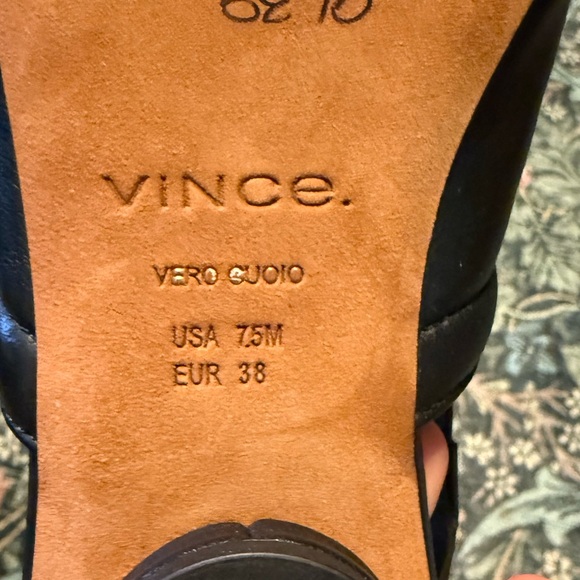 VINCE.
VERO CUOIO
USA 7.5M
EUR 38